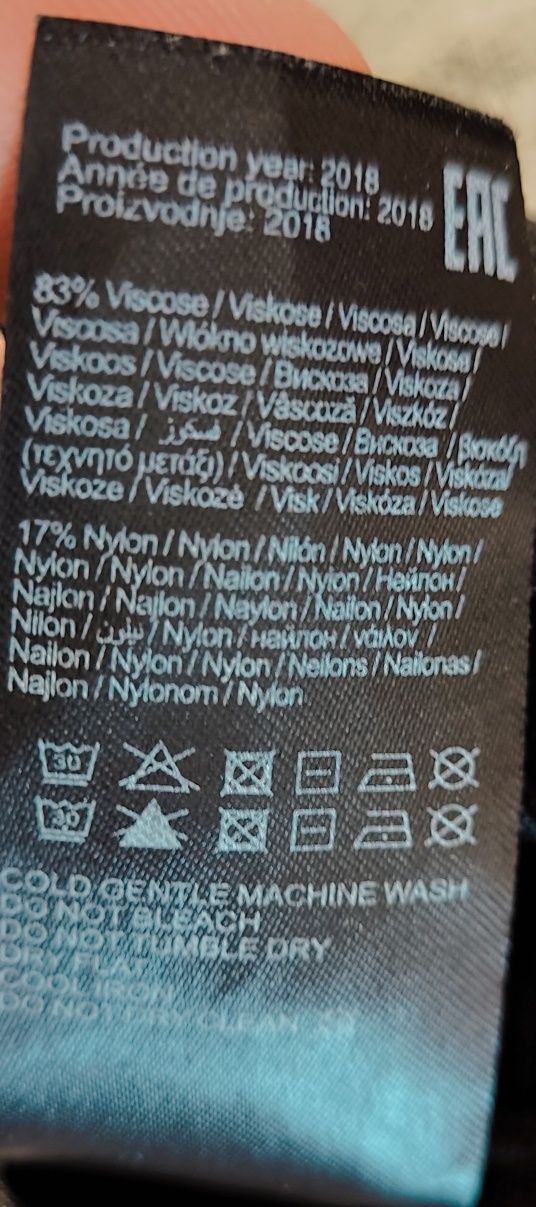 Production year: 2018
Année de production: 2018
Proizvodnje: 2018
EAC
83% Viscose / Viskose / Viscosa / Viscose /
Viscosa / Włókno wiskozowe / Viskose /
Viskoos / Viscose / Вискоза / Viskoza /
Viskoza / Viskoz / Vâscoză / Viszkóz /
Viskosa / فسكوز / Viscose / Вискоза / βισκόζη
(τεχνητό μετάξι) / Viskoosi / Viskos / Viskóza/
Viskoze / Viskozė / Visk / Viskóza / Viskose
17% Nylon / Nylon / Nilón / Nylon / Nylon /
Nylon / Nylon / Nailon / Nylon / Нейлон /
Najlon / Najlon / Naylon / Nailon / Nylon /
Nilon / نيلون / Nylon / найлон / νάιλον /
Nailon / Nylon / Nylon / Neilons / Nailonas /
Najlon / Nylonom / Nylon
30
30
COLD GENTLE MACHINE WASH
DO NOT BLEACH
DO NOT TUMBLE DRY
DRY FLAT
COOL IRON
DO NOT DRY CLEAN